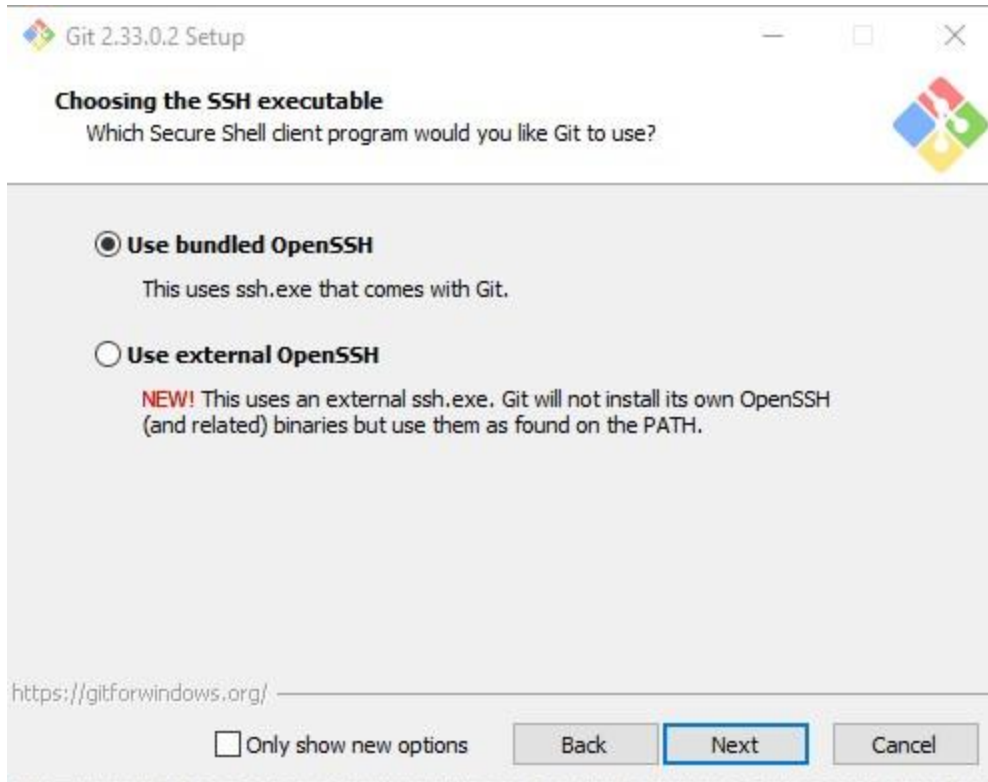 Git 2.33.0.2 Setup
Choosing the SSH executable
Which Secure Shell client program would you like Git to use?
Use bundled OpenSSH
This uses ssh.exe that comes with Git.
Use external OpenSSH
NEW! This uses an external ssh.exe. Git will not install its own OpenSSH
(and related) binaries but use them as found on the PATH.
https://gitforwindows.org/
Only show new options Back Next Cancel